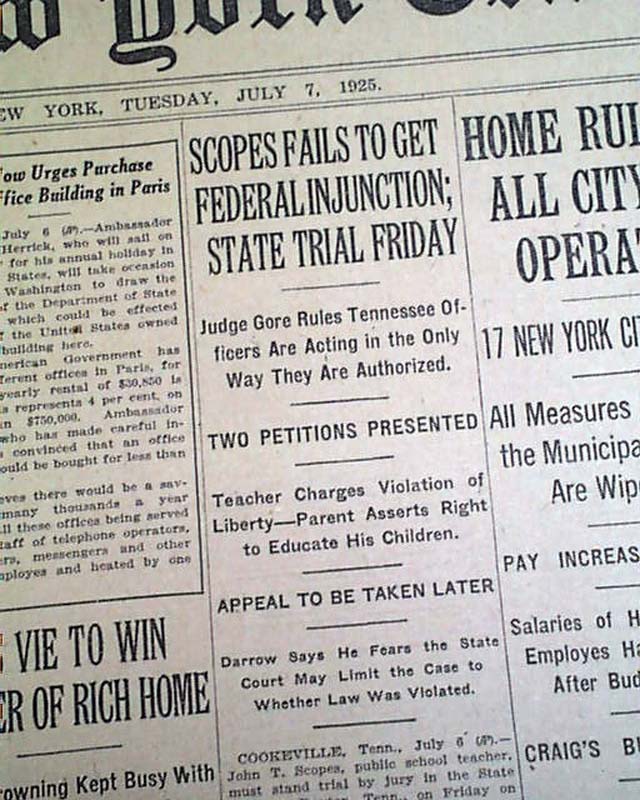 York
NEW YORK, TUESDAY, JULY 7, 1925.
Urges Purchase
Office Building in Paris
July 6 (AP).—Ambassador
Herrick, who will sail on
for his annual holiday in
States, will take occasion
Washington to draw the
of the Department of State
which could be effected
the United States owned
building here.
American Government has
different offices in Paris, for
yearly rental of $30,850 is
represents 4 per cent. on
$750,000. Ambassador
who has made careful in-
convinced that an office
could be bought for less than
there would be a sav-
many thousands a year
all these offices being served
staff of telephone operators,
messengers and other
employes and heated by one
VIE TO WIN
OF RICH HOME
Kept Busy With
SCOPES FAILS TO GET
FEDERAL INJUNCTION;
STATE TRIAL FRIDAY
Judge Gore Rules Tennessee Of-
ficers Are Acting in the Only
Way They Are Authorized.
TWO PETITIONS PRESENTED
Teacher Charges Violation of
Liberty—Parent Asserts Right
to Educate His Children.
APPEAL TO BE TAKEN LATER
Darrow Says He Fears the State
Court May Limit the Case to
Whether Law Was Violated.
COOKEVILLE, Tenn., July 6 (AP).—
John T. Scopes, public school teacher,
must stand trial by jury in the State
Tenn., on Friday on
HOME RUL
ALL CITY
OPERA
17 NEW YORK CI
All Measures
the Municipa
Are Wip
PAY INCREAS
Salaries of H
Employes Ha
After Bud
CRAIG'S B